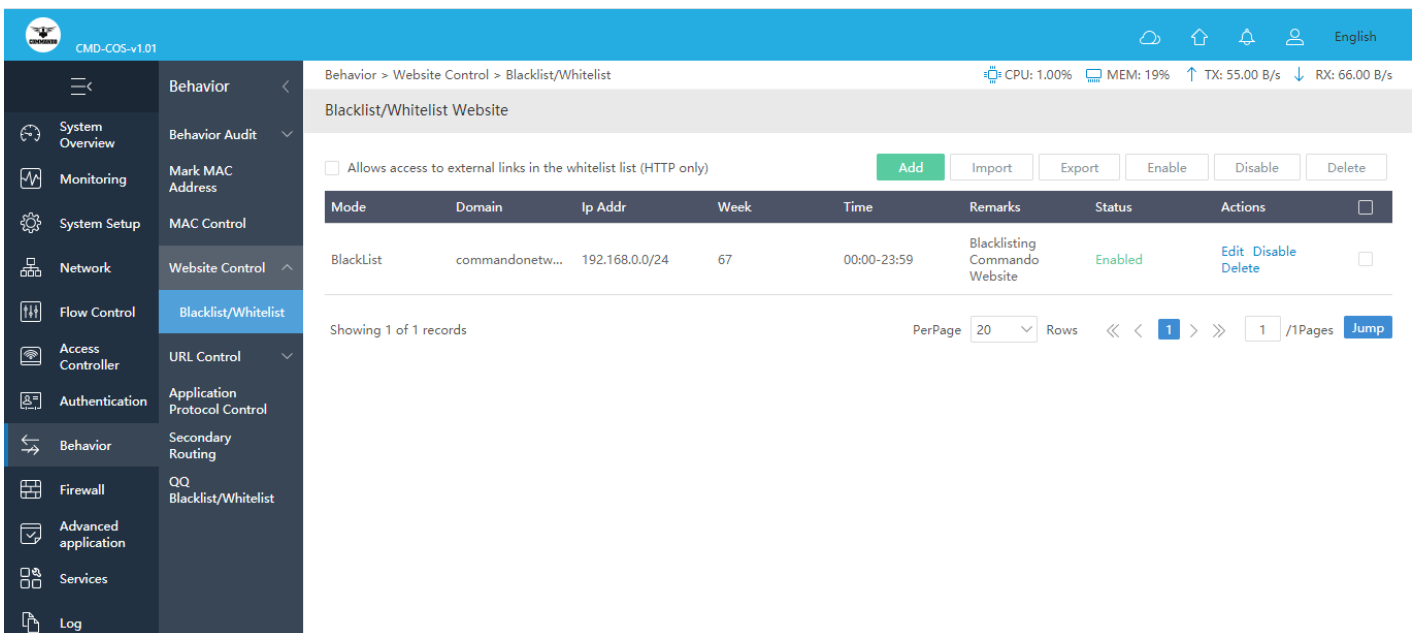 COMMANDO
CMD-COS-v1.01
English
Behavior
Behavior > Website Control > Blacklist/Whitelist
CPU: 1.00% MEM: 19% TX: 55.00 B/s RX: 66.00 B/s
Blacklist/Whitelist Website
System
Overview
Monitoring
System Setup
Network
Flow Control
Access
Controller
Authentication
Behavior
Firewall
Advanced
application
Services
Log
Behavior Audit
Mark MAC
Address
MAC Control
Website Control
Blacklist/Whitelist
URL Control
Application
Protocol Control
Secondary
Routing
QQ
Blacklist/Whitelist
Allows access to external links in the whitelist list (HTTP only)
Add Import Export Enable Disable Delete
Mode Domain Ip Addr Week Time Remarks Status Actions
BlackList commandonetw... 192.168.0.0/24 67 00:00-23:59
Blacklisting
Commando
Website
Enabled
Edit Disable
Delete
Showing 1 of 1 records
PerPage 20 Rows 1 1 /1Pages Jump